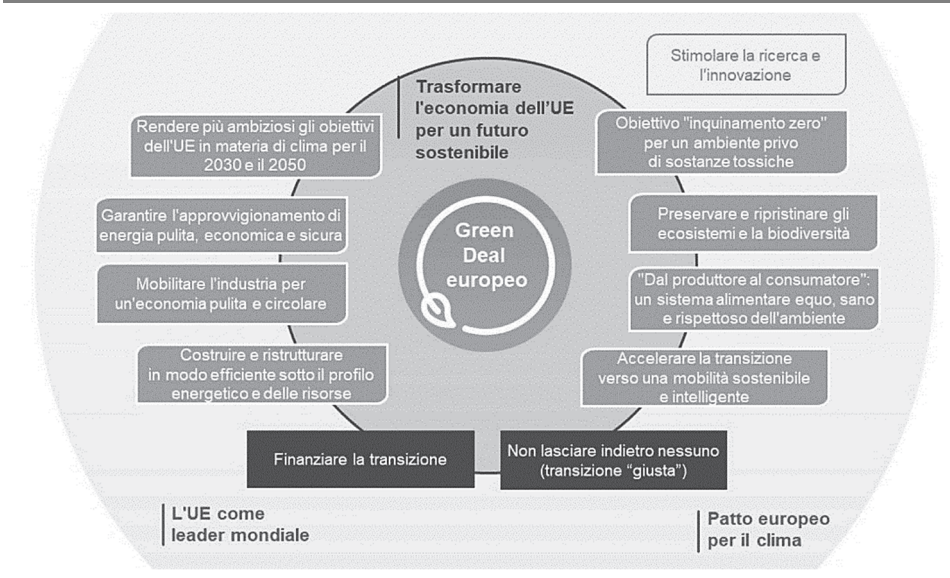 Stimolare la ricerca e
l'innovazione
Trasformare
l'economia dell'UE
per un futuro
sostenibile
Rendere più ambiziosi gli obiettivi
dell'UE in materia di clima per il
2030 e il 2050
Obiettivo "inquinamento zero"
per un ambiente privo
di sostanze tossiche
Garantire l'approvvigionamento di
energia pulita, economica e sicura
Preservare e ripristinare gli
ecosistemi e la biodiversità
Green
Deal
europeo
Mobilitare l'industria per
un'economia pulita e circolare
"Dal produttore al consumatore":
un sistema alimentare equo, sano
e rispettoso dell'ambiente
Costruire e ristrutturare
in modo efficiente sotto il profilo
energetico e delle risorse
Accelerare la transizione
verso una mobilità sostenibile
e intelligente
Finanziare la transizione
Non lasciare indietro nessuno
(transizione “giusta”)
L'UE come
leader mondiale
Patto europeo
per il clima